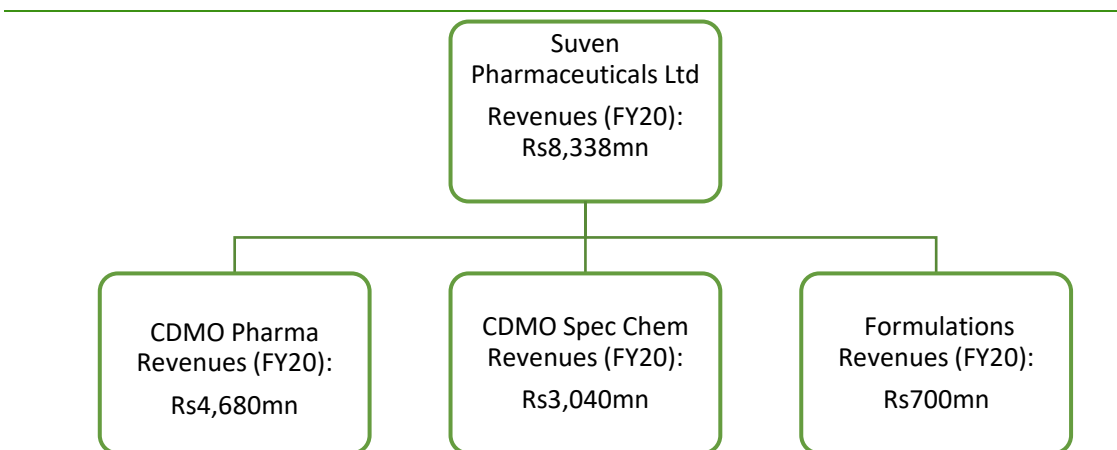 Suven
Pharmaceuticals Ltd
Revenues (FY20):
Rs8,338mn
CDMO Pharma
Revenues (FY20):
Rs4,680mn
CDMO Spec Chem
Revenues (FY20):
Rs3,040mn
Formulations
Revenues (FY20):
Rs700mn